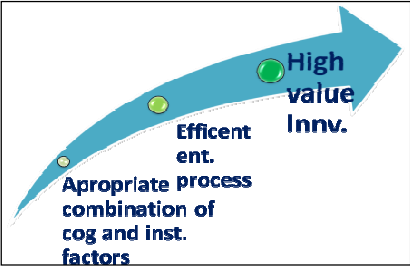 High
value
Innv.
Efficent
ent.
process
Apropriate
combination of
cog and inst.
factors